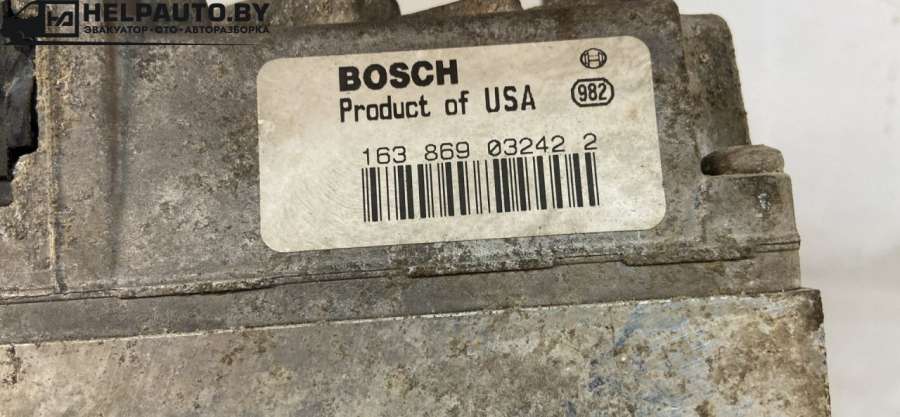 HELPAUTO.BY
ЭВАКУАТОР-СТО-АВТОРАЗБОРКА
BOSCH
Product of USA
982
163 869 03242 2